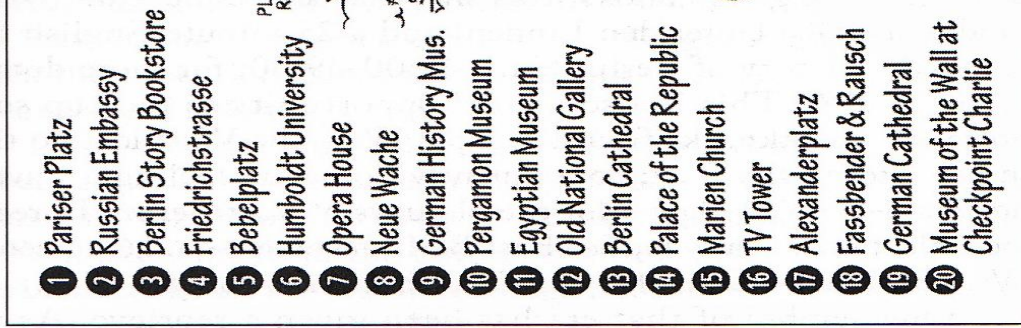 1 Pariser Platz
2 Russian Embassy
3 Berlin Story Bookstore
4 Friedrichstrasse
5 Bebelplatz
6 Humboldt University
7 Opera House
8 Neue Wache
9 German History Mus.
10 Pergamon Museum
11 Egyptian Museum
12 Old National Galery
13 Berlin Cathedral
14 Palace of the Republic
15 Marien Church
16 TV Tower
17 Alexanderplatz
18 Fassbender & Rausch
19 German Cathedral
20 Museum of the Wall at
Checkpoint Charlie